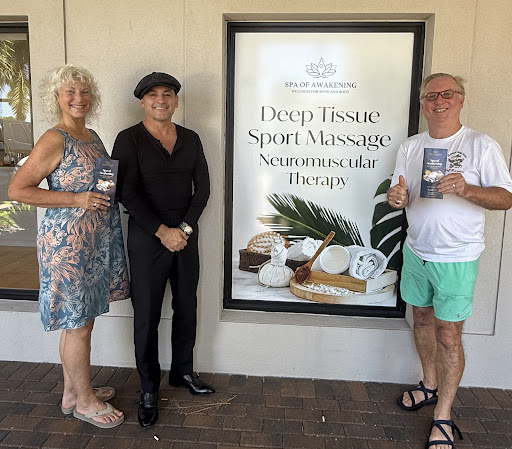 SPA OF AWAKENING
WELLNESS FOR BODY AND MIND
Deep Tissue
Sport Massage
Neuromuscular
Therapy